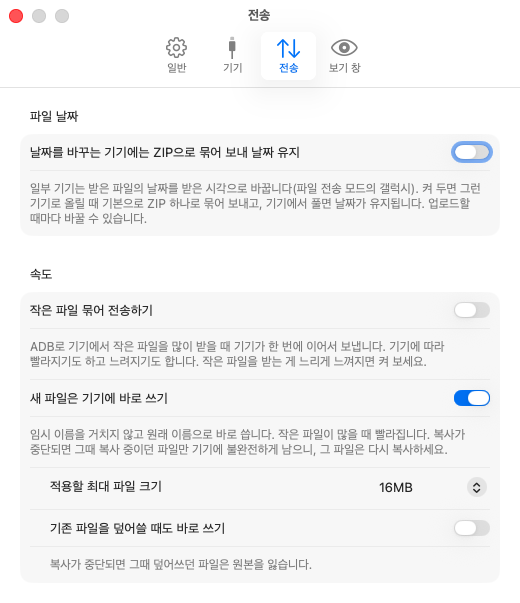 전송
일반
기기
전송
보기 창
파일 날짜
날짜를 바꾸는 기기에는 ZIP으로 묶어 보내 날짜 유지
일부 기기는 받은 파일의 날짜를 받은 시각으로 바꿉니다(파일 전송 모드의 갤럭시). 켜 두면 그런
기기로 올릴 때 기본으로 ZIP 하나로 묶어 보내고, 기기에서 풀면 날짜가 유지됩니다. 업로드할
때마다 바꿀 수 있습니다.
속도
작은 파일 묶어 전송하기
ADB로 기기에서 작은 파일을 많이 받을 때 기기가 한 번에 이어서 보냅니다. 기기에 따라
빨라지기도 하고 느려지기도 합니다. 작은 파일을 받는 게 느리게 느껴지면 켜 보세요.
새 파일은 기기에 바로 쓰기
임시 이름을 거치지 않고 원래 이름으로 바로 씁니다. 작은 파일이 많을 때 빨라집니다. 복사가
중단되면 그때 복사 중이던 파일만 기기에 불완전하게 남으니, 그 파일은 다시 복사하세요.
적용할 최대 파일 크기 16MB
기존 파일을 덮어쓸 때도 바로 쓰기
복사가 중단되면 그때 덮어쓰던 파일은 원본을 잃습니다.